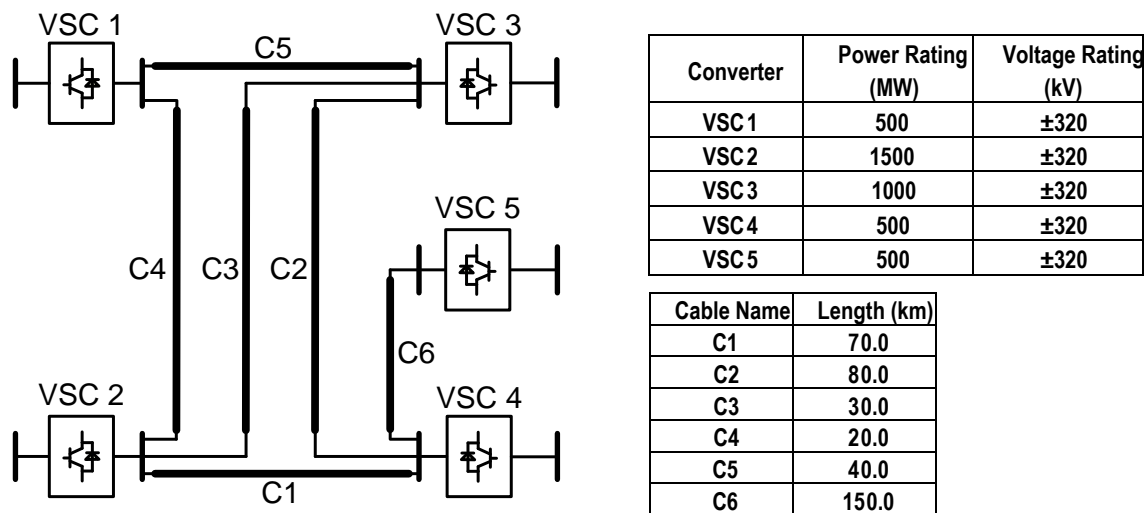 VSC 1
VSC 3
C5
VSC 5
C4
C3
C2
C6
VSC 2
VSC 4
C1
Converter Power Rating (MW) Voltage Rating (kV)
VSC 1 500 ±320
VSC 2 1500 ±320
VSC 3 1000 ±320
VSC 4 500 ±320
VSC 5 500 ±320
Cable Name Length (km)
C1 70.0
C2 80.0
C3 30.0
C4 20.0
C5 40.0
C6 150.0